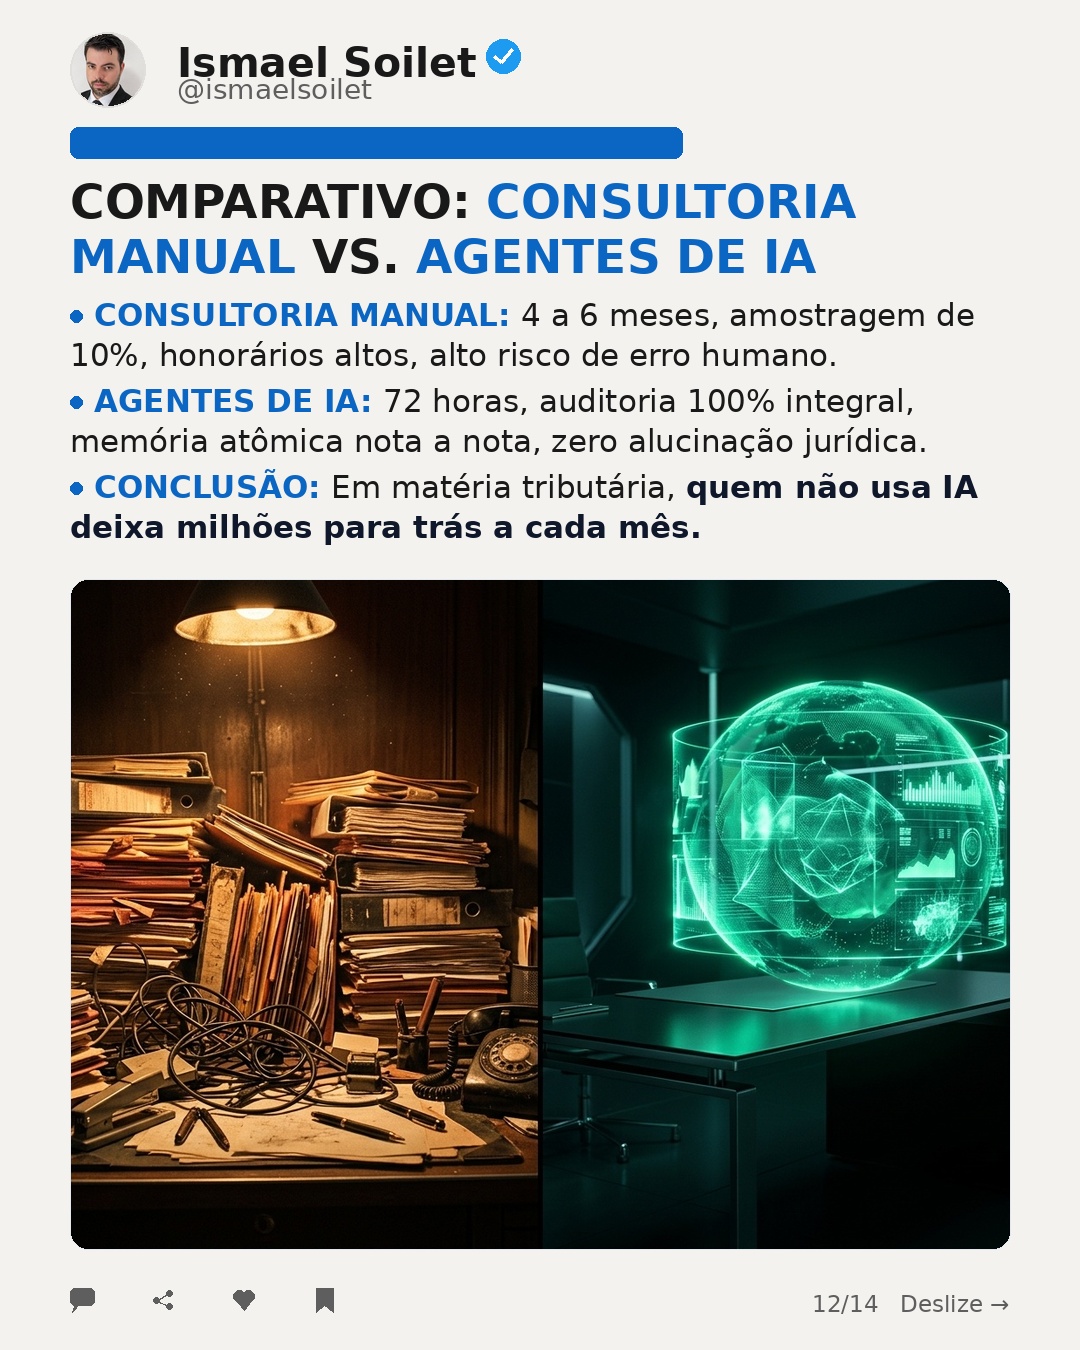 Ismael Soilet
@ismaelsoilet
COMPARATIVO: CONSULTORIA
MANUAL VS. AGENTES DE IA
• CONSULTORIA MANUAL: 4 a 6 meses, amostragem de
10%, honorários altos, alto risco de erro humano.
• AGENTES DE IA: 72 horas, auditoria 100% integral,
memória atômica nota a nota, zero alucinação jurídica.
• CONCLUSÃO: Em matéria tributária, quem não usa IA
deixa milhões para trás a cada mês.
12/14 Deslize →